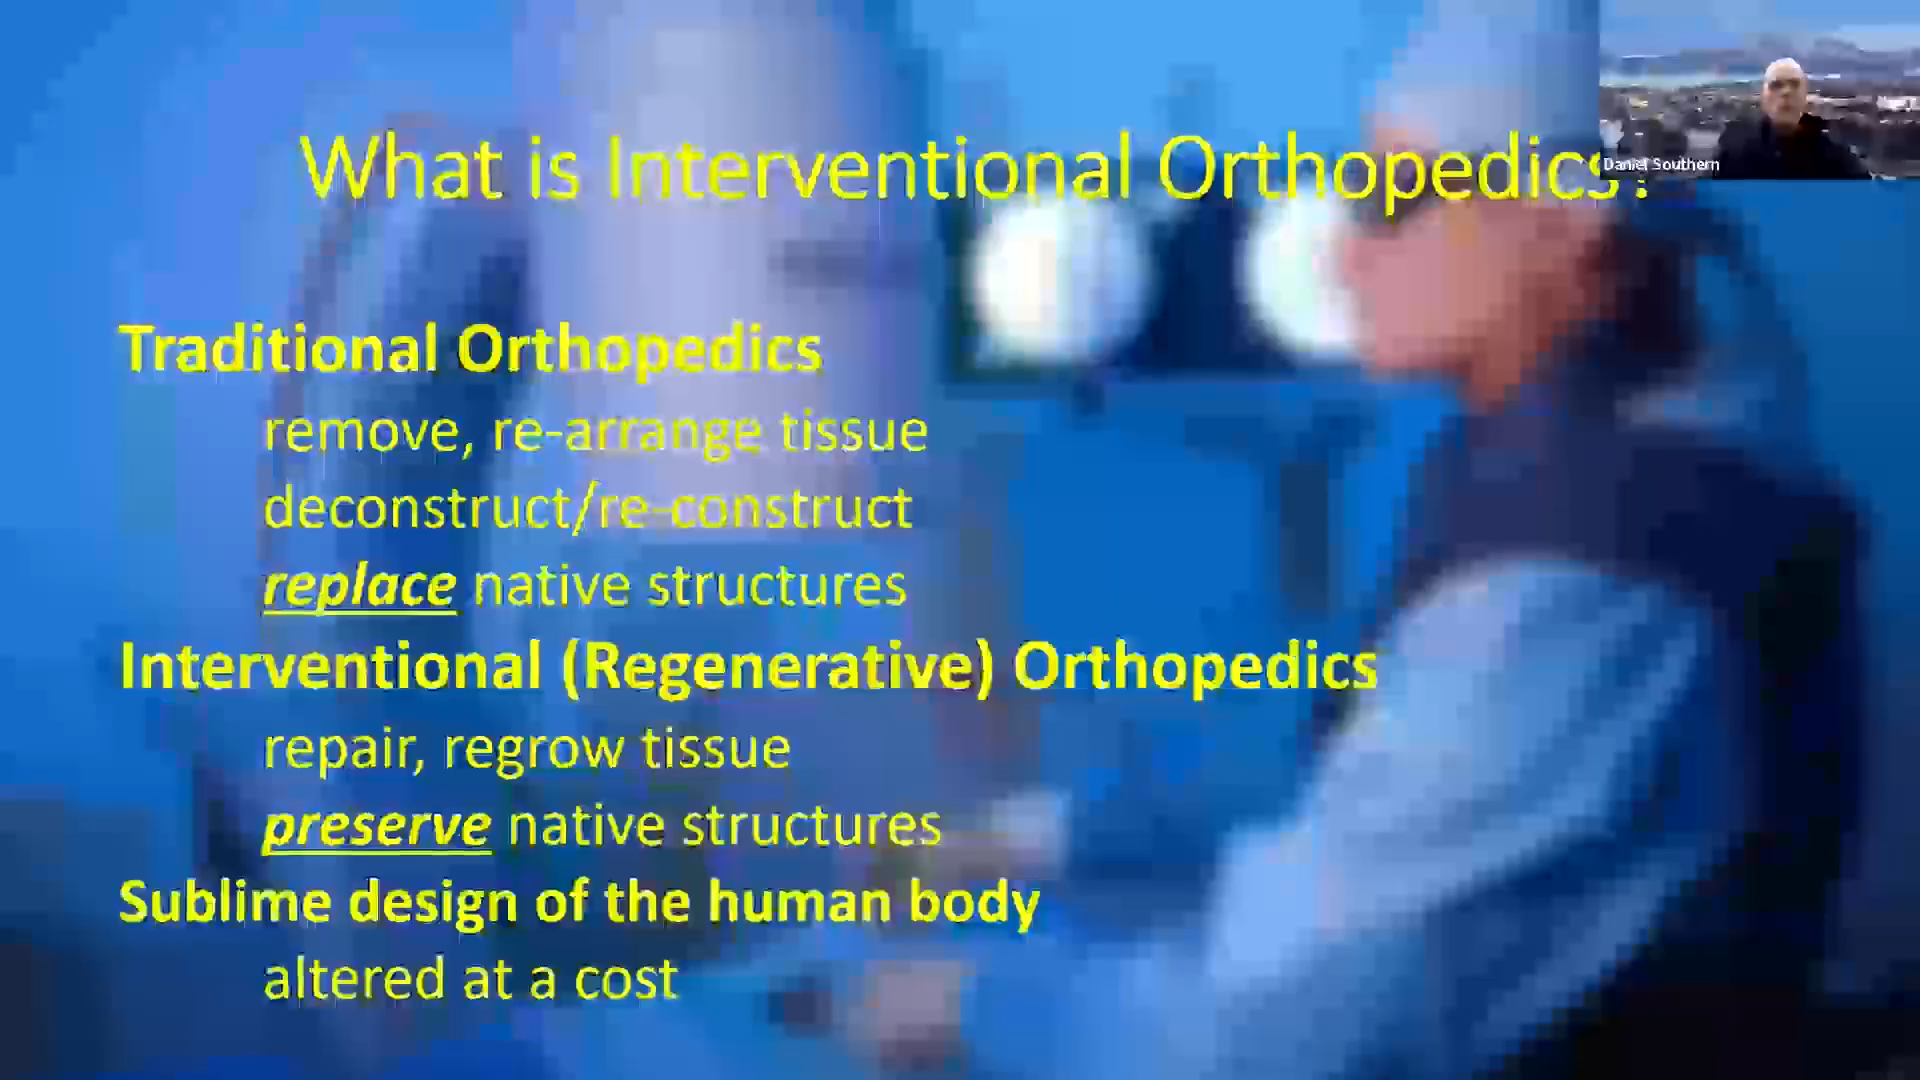 Daniel Southern
What is Interventional Orthopedics?
Traditional Orthopedics
remove, re-arrange tissue
deconstruct/re-construct
replace native structures
Interventional (Regenerative) Orthopedics
repair, regrow tissue
preserve native structures
Sublime design of the human body
altered at a cost